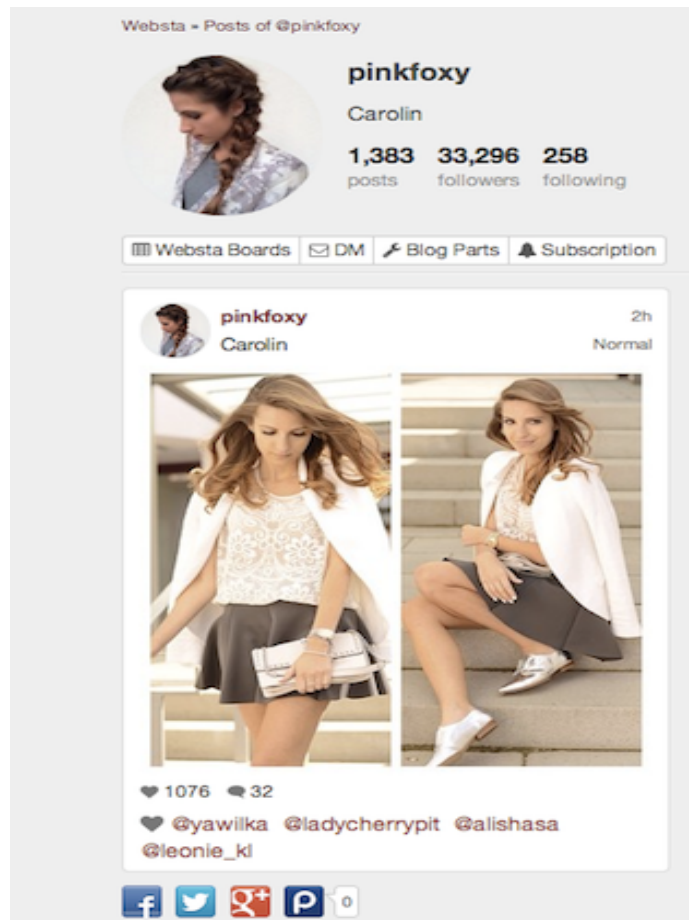 Websta » Posts of @pinkfoxy
pinkfoxy
Carolin
1,383 33,296 258
posts followers following
Websta Boards DM Blog Parts Subscription
pinkfoxy 2h
Carolin Normal
1076 32
@yawilka @ladycherrypit @alishasa
@leonie_kl
0